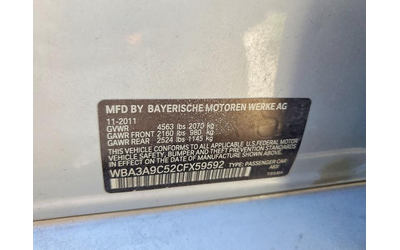 MFD BY BAYERISCHE MOTOREN WERKE AG
11-2011
GVWR 4563 lbs 2070 kg
GAWR FRONT 2160 lbs 980 kg
GAWR REAR 2524 lbs 1145 kg
THIS VEHICLE CONFORMS TO ALL APPLICABLE U.S. FEDERAL MOTOR
VEHICLE SAFETY, BUMPER, AND THEFT PREVENTION STANDARDS
IN EFFECT ON THE DATE OF MANUFACTURE SHOWN ABOVE.
WBA3A9C52CFX59592 TYPE: PASSENGER CAR